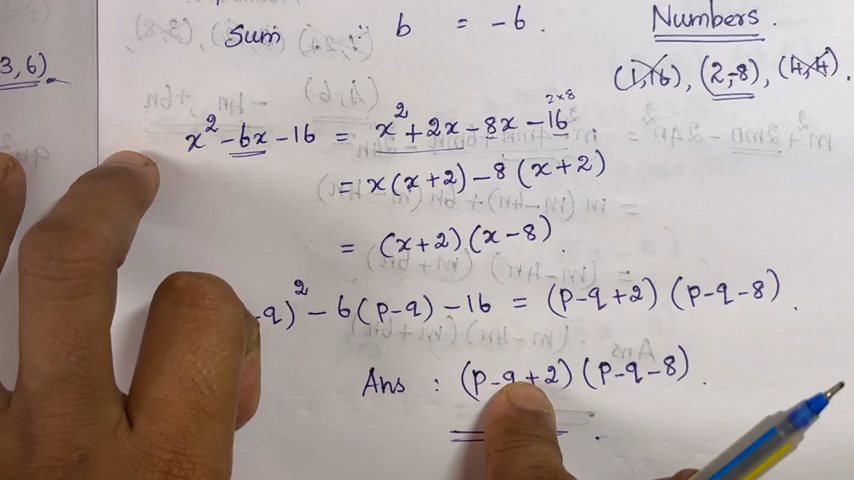 3, 6).
Sum : b = -6.
Numbers.
(1,16), (2,-8), (4,4).
2×8
x² - 6x - 16 = x² + 2x - 8x - 16.
= x(x+2) - 8(x+2)
= (x+2)(x-8).
-q)² - 6(p-q) - 16 = (p-q+2)(p-q-8).
Ans : (p-q+2)(p-q-8).